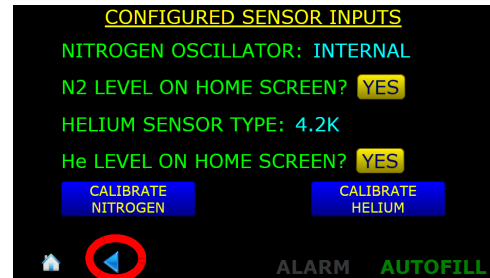 CONFIGURED SENSOR INPUTS
NITROGEN OSCILLATOR: INTERNAL
N2 LEVEL ON HOME SCREEN? YES
HELIUM SENSOR TYPE: 4.2K
He LEVEL ON HOME SCREEN? YES
CALIBRATE
NITROGEN
CALIBRATE
HELIUM
ALARM AUTOFILL